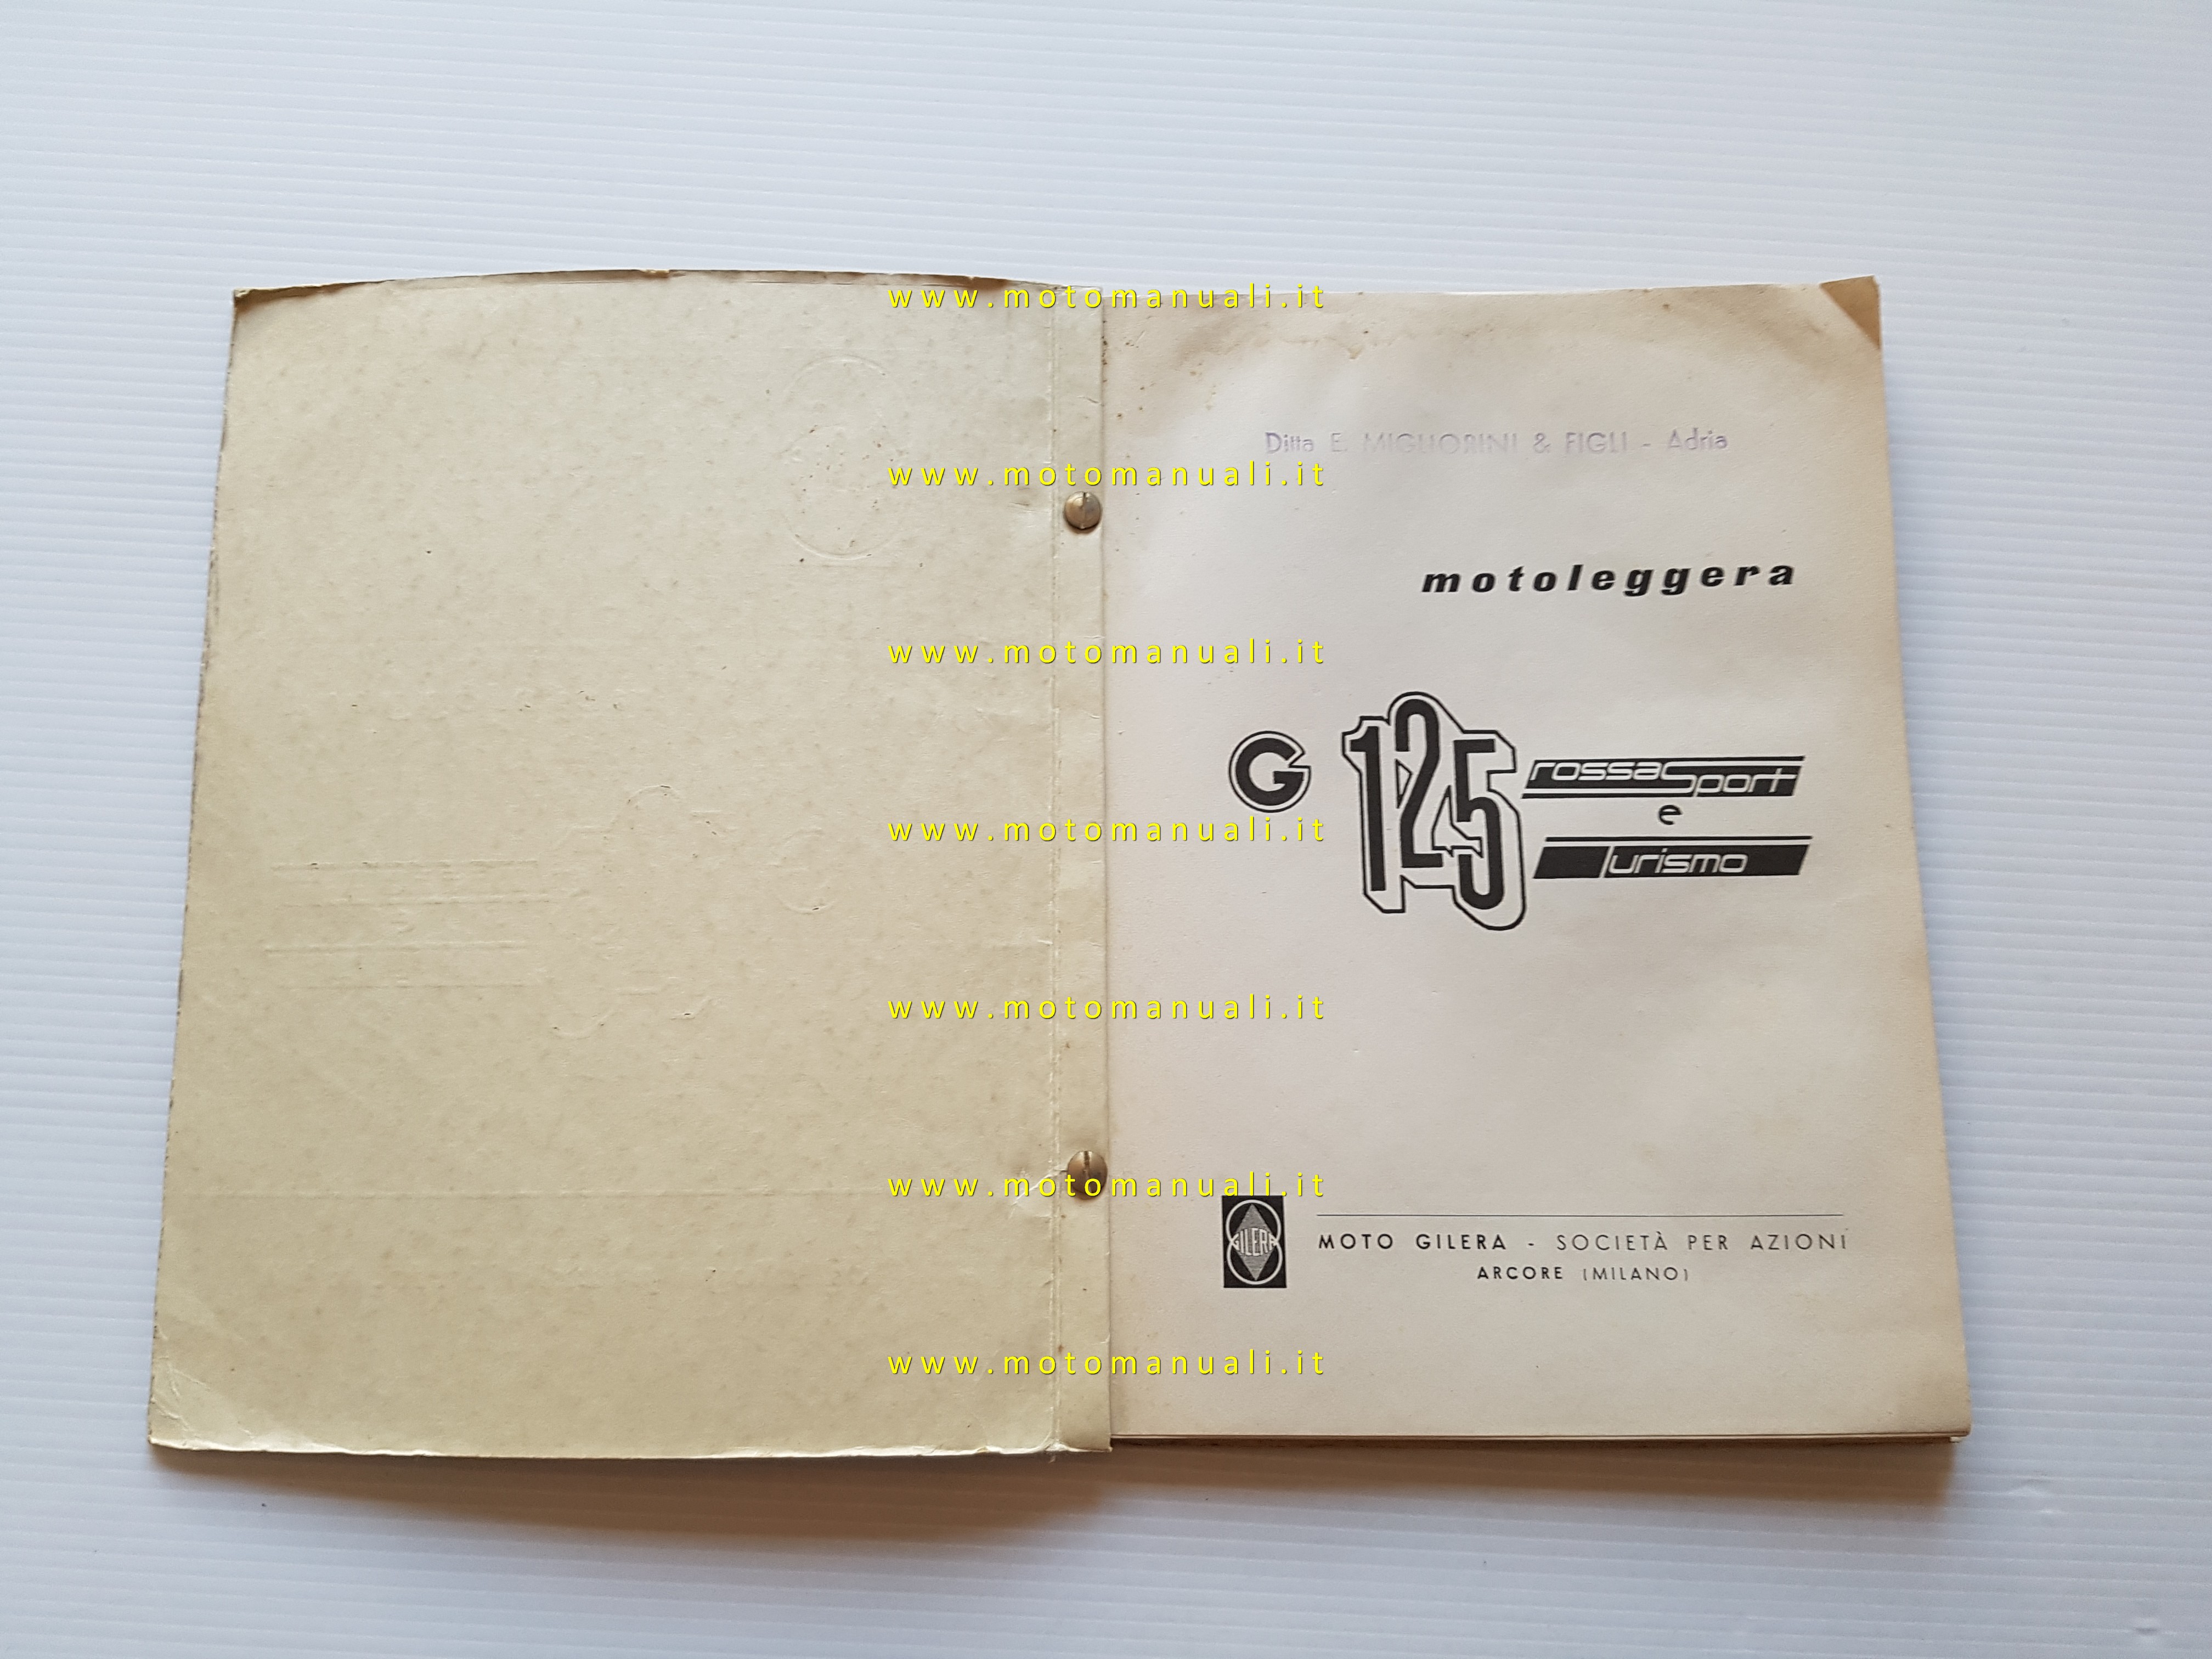 www.motomanuali.it
Ditta E. MIGLIORINI & FIGLI - Adria
www.motomanuali.it
motoleggera
www.motomanuali.it
G 125 rossa Sport
e
Turismo
www.motomanuali.it
www.motomanuali.it
www.motomanuali.it
GILERA
MOTO GILERA - SOCIETÀ PER AZIONI
ARCORE (MILANO)
www.motomanuali.it